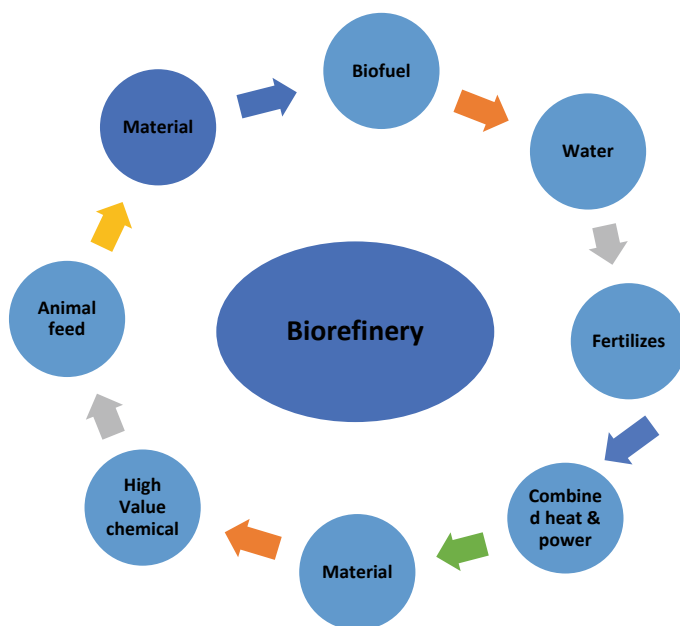 Biofuel
Material
Water
Animal
feed
Biorefinery
Fertilizes
High
Value
chemical
Combine
d heat &
power
Material